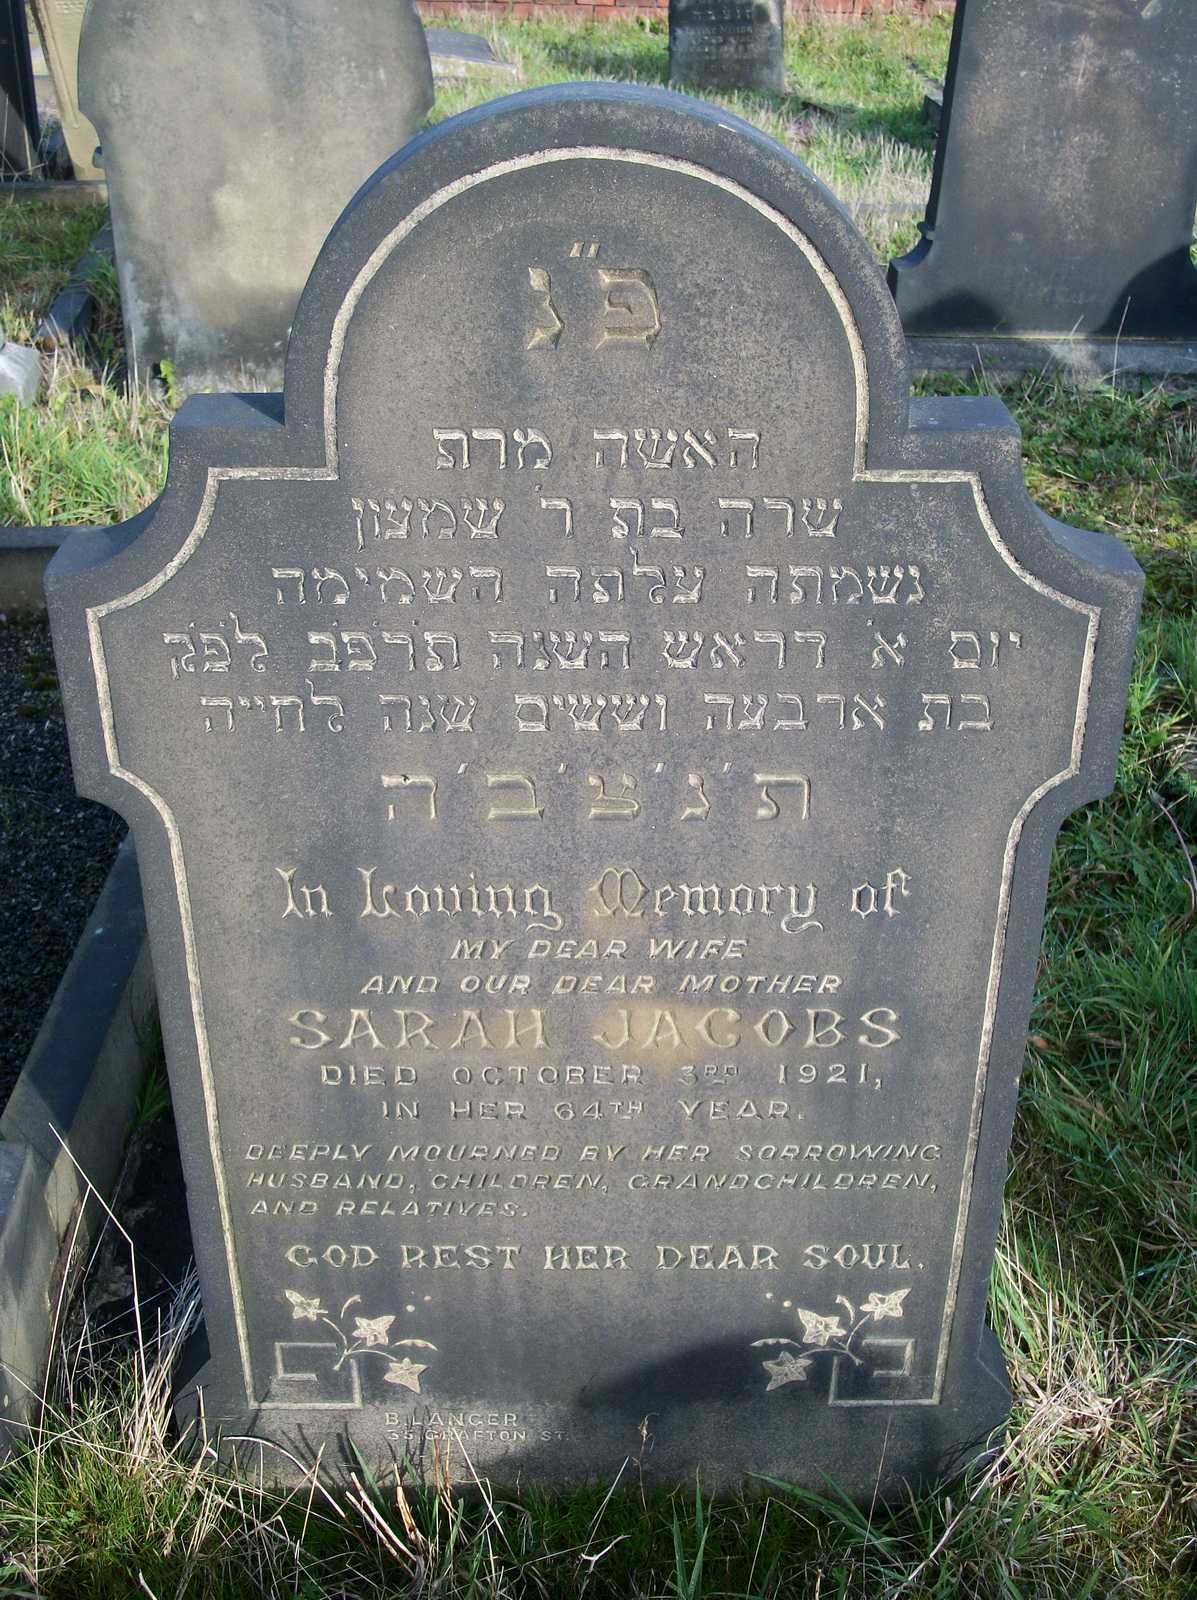 פ״נ
האשה מרת
שרה בת ר׳ שמעון
נשמתה עלתה השמימה
יום א׳ דראש השנה תרפב לפק
בת ארבעה וששים שנה לחייה
ת׳נ׳צ׳ב׳ה
In Loving Memory of
MY DEAR WIFE
AND OUR DEAR MOTHER
SARAH JACOBS
DIED OCTOBER 3RD 1921,
IN HER 64TH YEAR.
DEEPLY MOURNED BY HER SORROWING
HUSBAND, CHILDREN, GRANDCHILDREN,
AND RELATIVES.
GOD REST HER DEAR SOUL.
B. LANGER
35 GRAFTON ST.